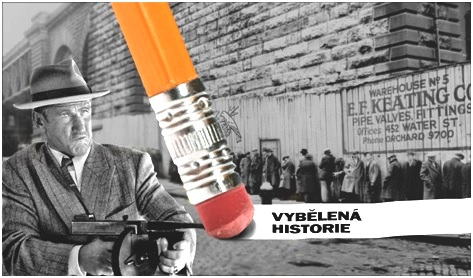 WAREHOUSE No 5
E.F. KEATING CO
PIPE VALVES, FITTINGS
Offices 452 WATER ST.
Phone ORCHARD 9700
VYBĚLENÁ
HISTORIE